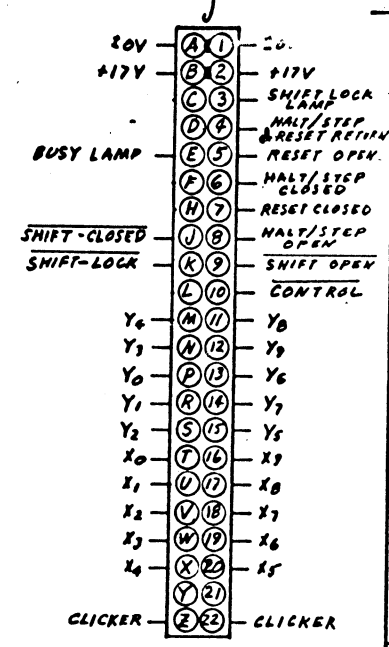 J
20V A 1 20
+17V B 2 +17V
C 3 SHIFT LOCK
LAMP
D 4 HALT/STEP
& RESET RETURN
BUSY LAMP E 5 RESET OPEN
F 6 HALT/STEP
CLOSED
H 7 RESET CLOSED
SHIFT-CLOSED J 8 HALT/STEP
OPEN
SHIFT-LOCK K 9 SHIFT OPEN
L 10 CONTROL
Y4 M 11 Y8
Y3 N 12 Y9
Y0 P 13 Y6
Y1 R 14 Y7
Y2 S 15 Y5
X0 T 16 X9
X1 U 17 X8
X2 V 18 X7
X3 W 19 X6
X4 X 20 X5
Y 21
CLICKER Z 22 CLICKER